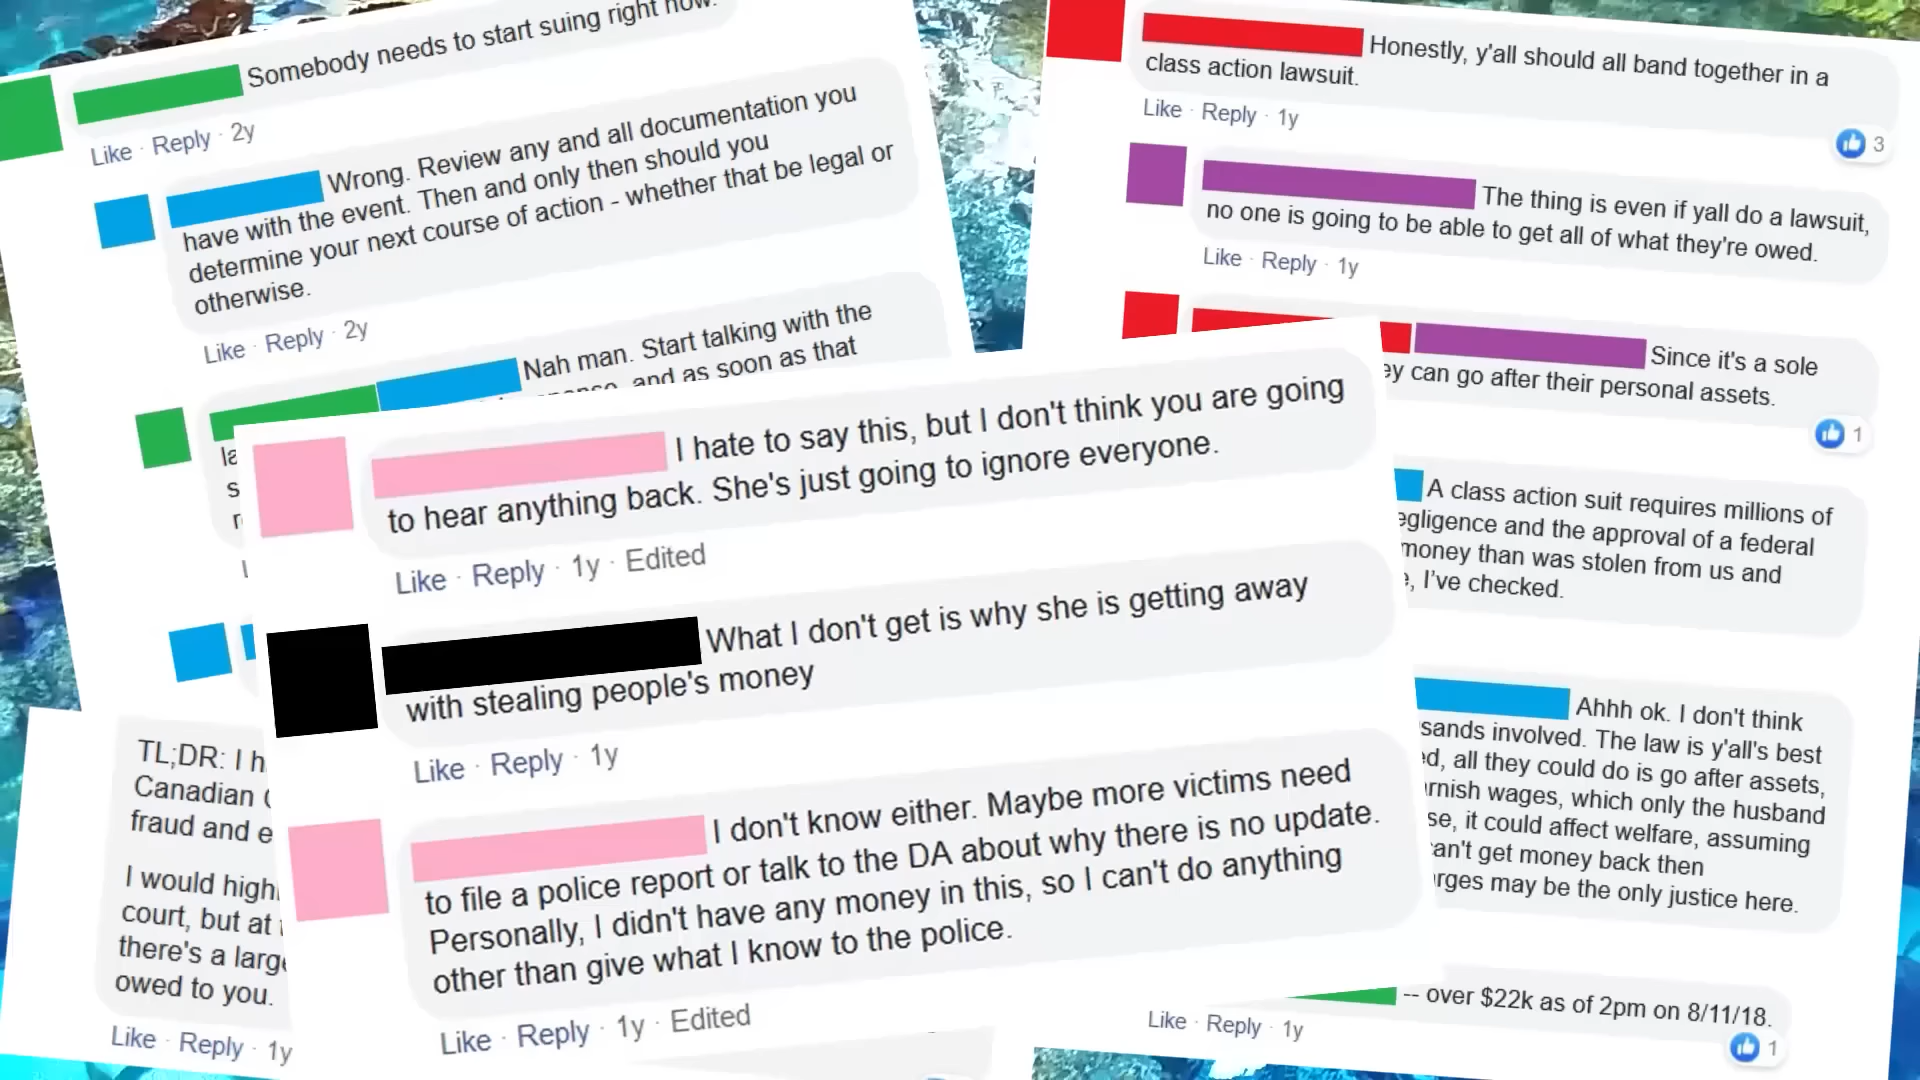 Somebody needs to start suing right now.
Like · Reply · 2y
Wrong. Review any and all documentation you
have with the event. Then and only then should you
determine your next course of action - whether that be legal or
otherwise.
Like · Reply · 2y
Nah man. Start talking with the
and as soon as that
Honestly, y'all should all band together in a
class action lawsuit.
Like · Reply · 1y
3
The thing is even if yall do a lawsuit,
no one is going to be able to get all of what they're owed.
Like · Reply · 1y
Since it's a sole
can go after their personal assets.
1
A class action suit requires millions of
and the approval of a federal
money than was stolen from us and
I've checked.
Ahhh ok. I don't think
involved. The law is y'all's best
all they could do is go after assets,
wages, which only the husband
it could affect welfare, assuming
can't get money back then
may be the only justice here.
-- over $22k as of 2pm on 8/11/18.
Like · Reply · 1y
1
I hate to say this, but I don't think you are going
to hear anything back. She's just going to ignore everyone.
Like · Reply · 1y · Edited
What I don't get is why she is getting away
with stealing people's money
Like · Reply · 1y
I don't know either. Maybe more victims need
to file a police report or talk to the DA about why there is no update.
Personally, I didn't have any money in this, so I can't do anything
other than give what I know to the police.
Like · Reply · 1y · Edited
TL;DR: I
Canadian
fraud and
I would
court, but at
there's a
owed to you.
Like · Reply · 1y